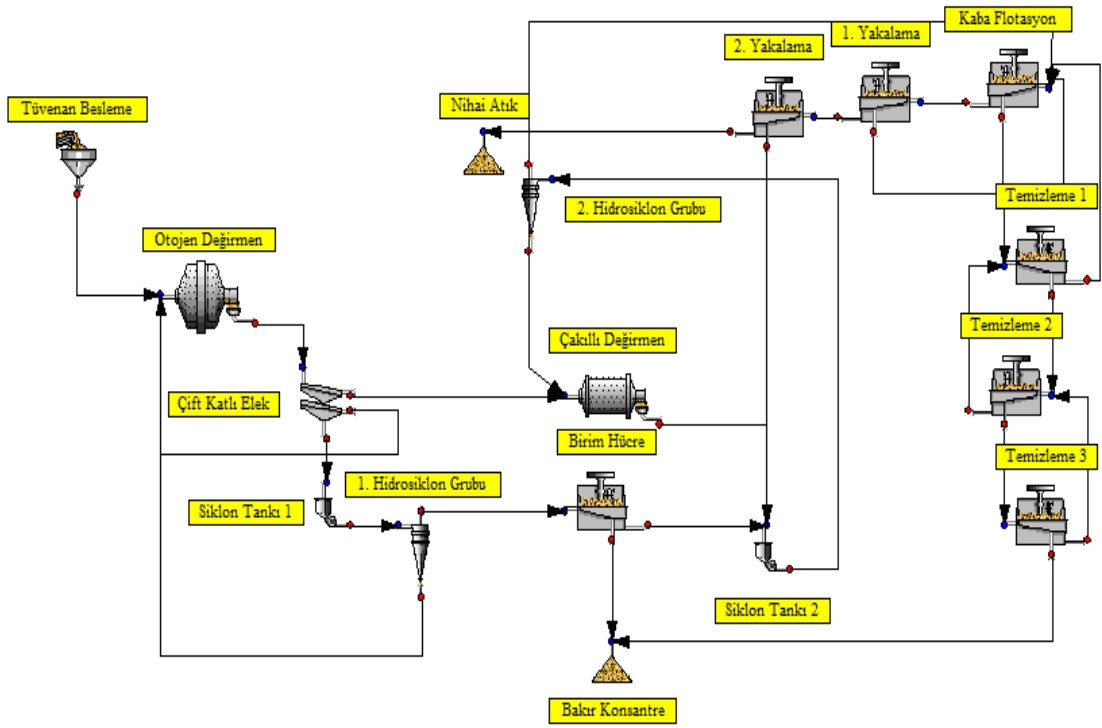 Kaba Flotasyon
1. Yakalama
2. Yakalama
Tüvenan Besleme
Nihai Atık
Temizleme 1
2. Hidrosiklon Grubu
Otojen Değirmen
Temizleme 2
Çakıllı Değirmen
Çift Katlı Elek
Birim Hücre
Temizleme 3
1. Hidrosiklon Grubu
Siklon Tankı 1
Siklon Tankı 2
Bakır Konsantre